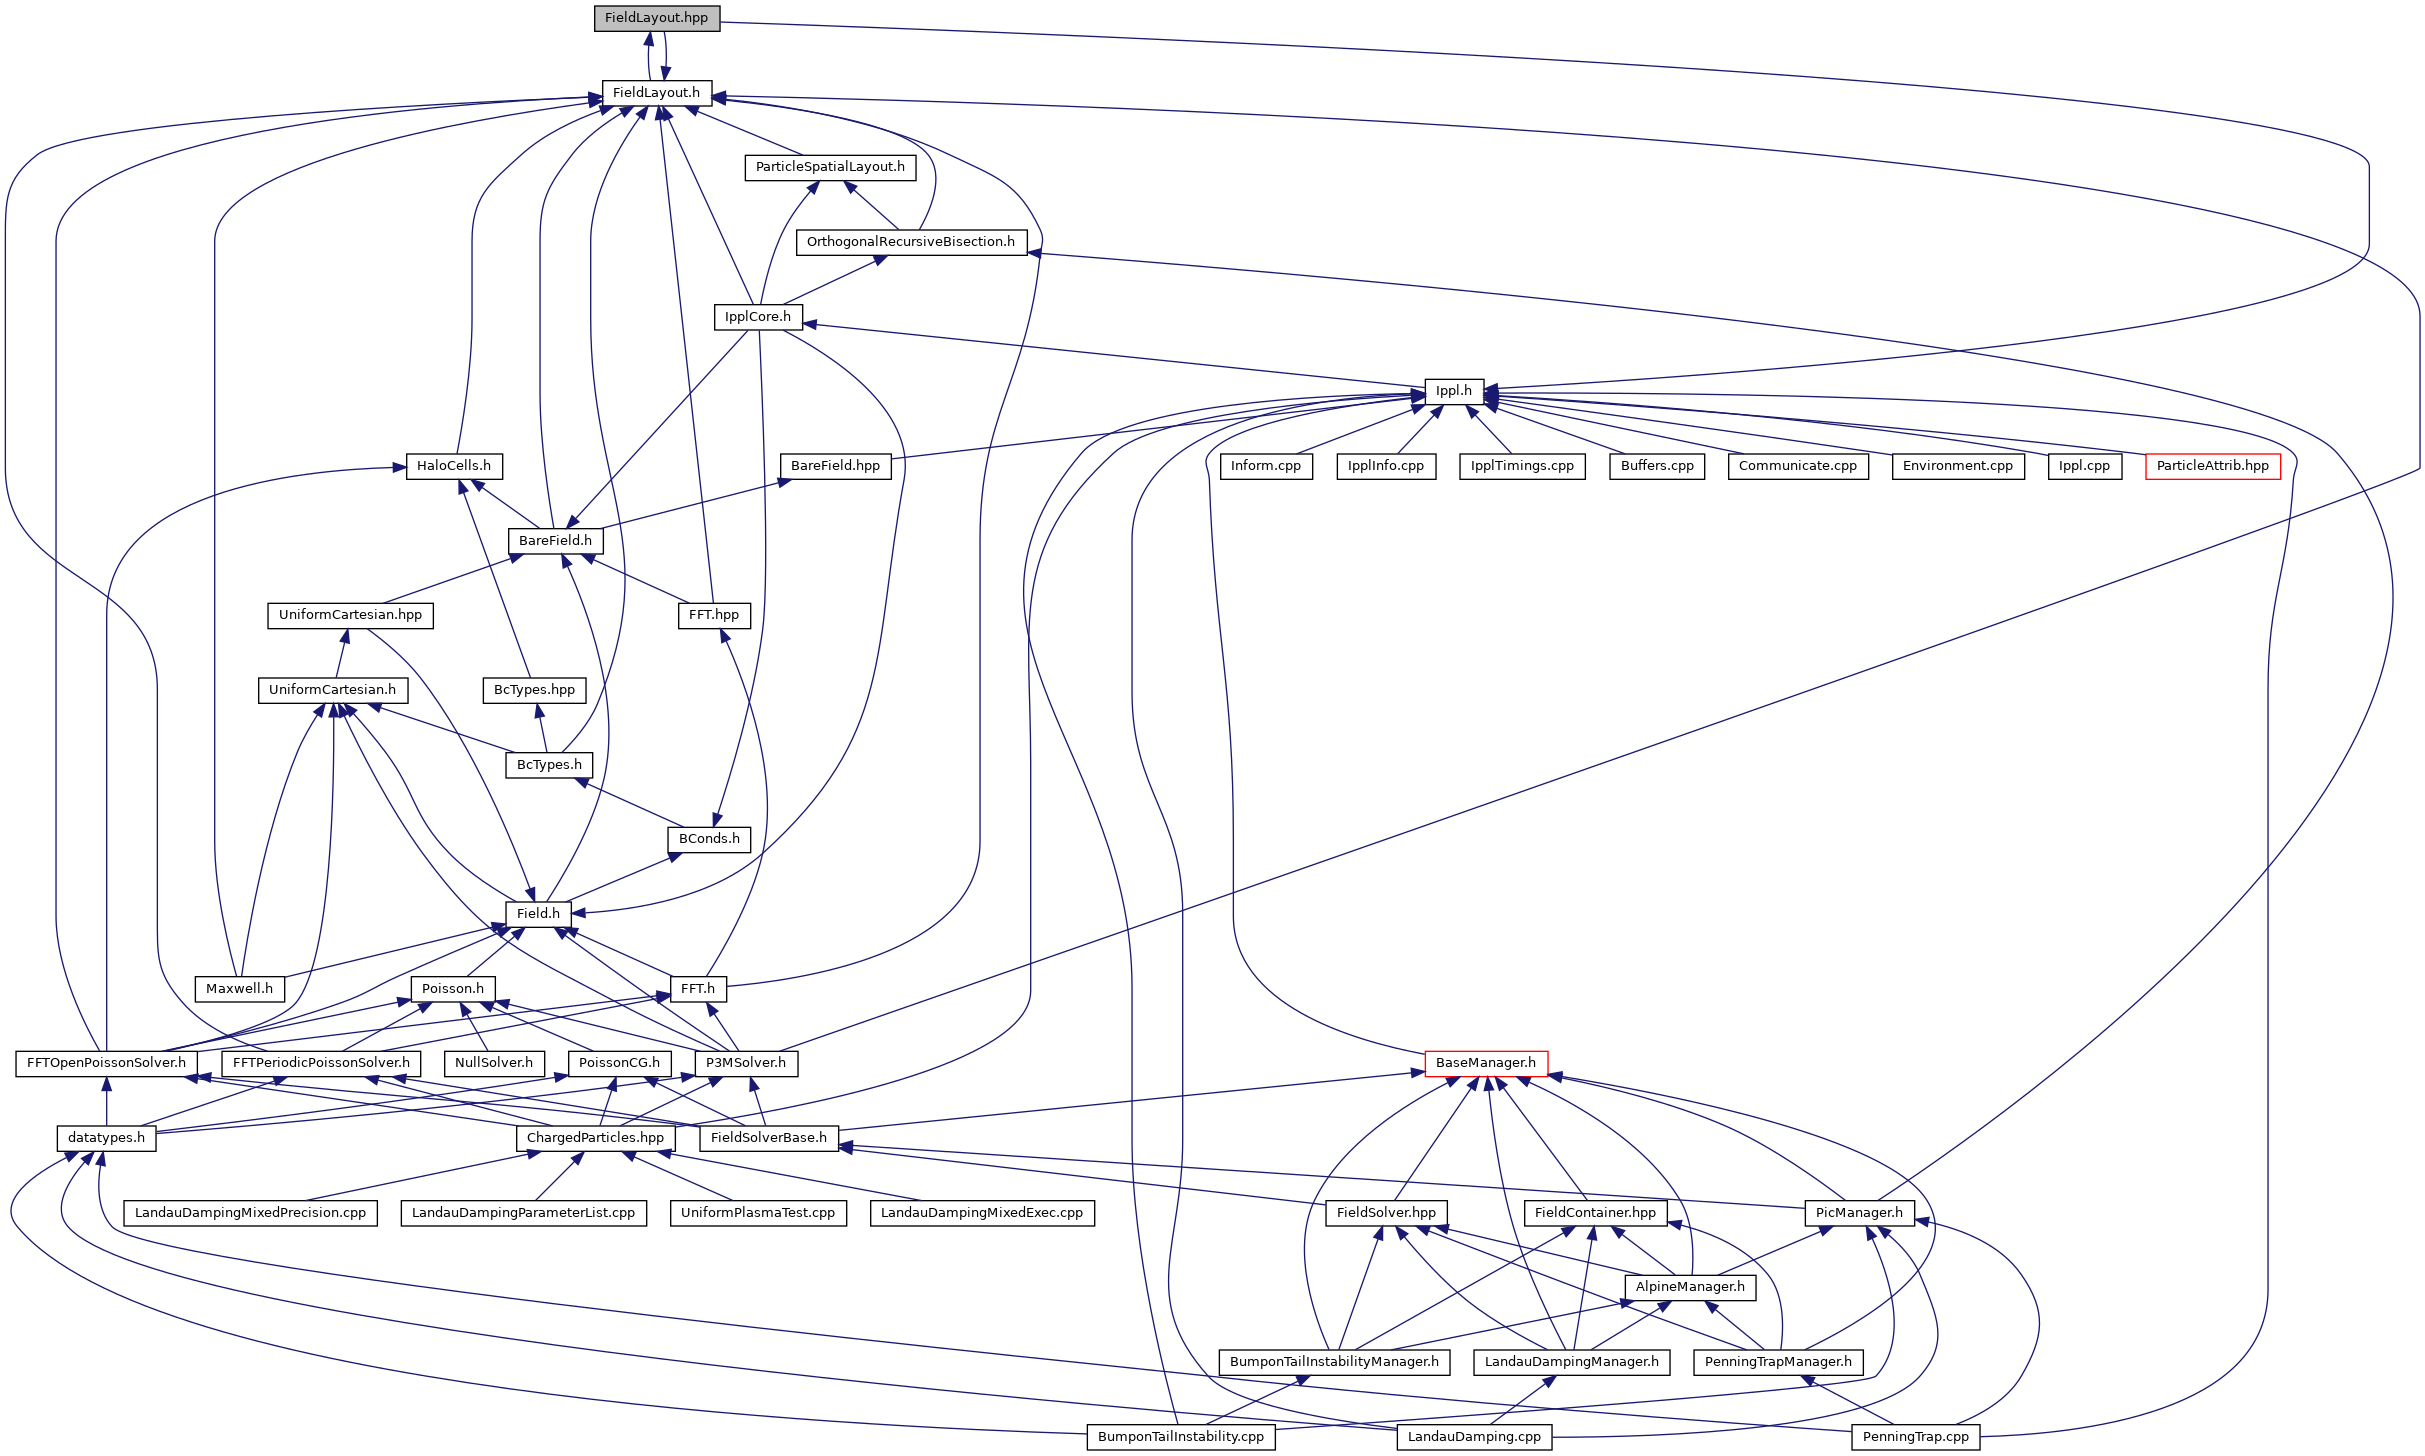 FieldLayout.hpp
FieldLayout.h
ParticleSpatialLayout.h
OrthogonalRecursiveBisection.h
IpplCore.h
Ippl.h
HaloCells.h
BareField.hpp
Inform.cpp
IpplInfo.cpp
IpplTimings.cpp
Buffers.cpp
Communicate.cpp
Environment.cpp
Ippl.cpp
ParticleAttrib.hpp
BareField.h
UniformCartesian.hpp
FFT.hpp
UniformCartesian.h
BcTypes.hpp
BcTypes.h
BConds.h
Field.h
Maxwell.h
Poisson.h
FFT.h
FFTOpenPoissonSolver.h
FFTPeriodicPoissonSolver.h
NullSolver.h
PoissonCG.h
P3MSolver.h
BaseManager.h
datatypes.h
ChargedParticles.hpp
FieldSolverBase.h
LandauDampingMixedPrecision.cpp
LandauDampingParameterList.cpp
UniformPlasmaTest.cpp
LandauDampingMixedExec.cpp
FieldSolver.hpp
FieldContainer.hpp
PicManager.h
AlpineManager.h
BumponTailInstabilityManager.h
LandauDampingManager.h
PenningTrapManager.h
BumponTailInstability.cpp
LandauDamping.cpp
PenningTrap.cpp